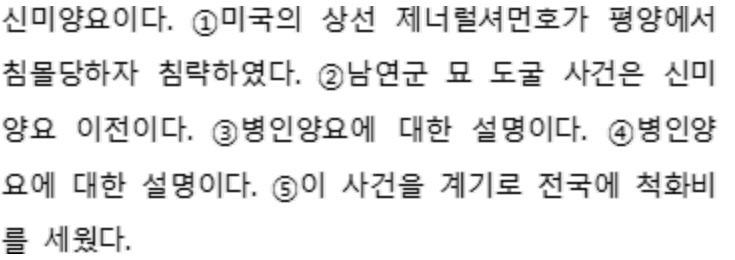 신미양요이다. ①미국의 상선 제너럴셔먼호가 평양에서
침몰당하자 침략하였다. ②남연군 묘 도굴 사건은 신미
양요 이전이다. ③병인양요에 대한 설명이다. ④병인양
요에 대한 설명이다. ⑤이 사건을 계기로 전국에 척화비
를 세웠다.